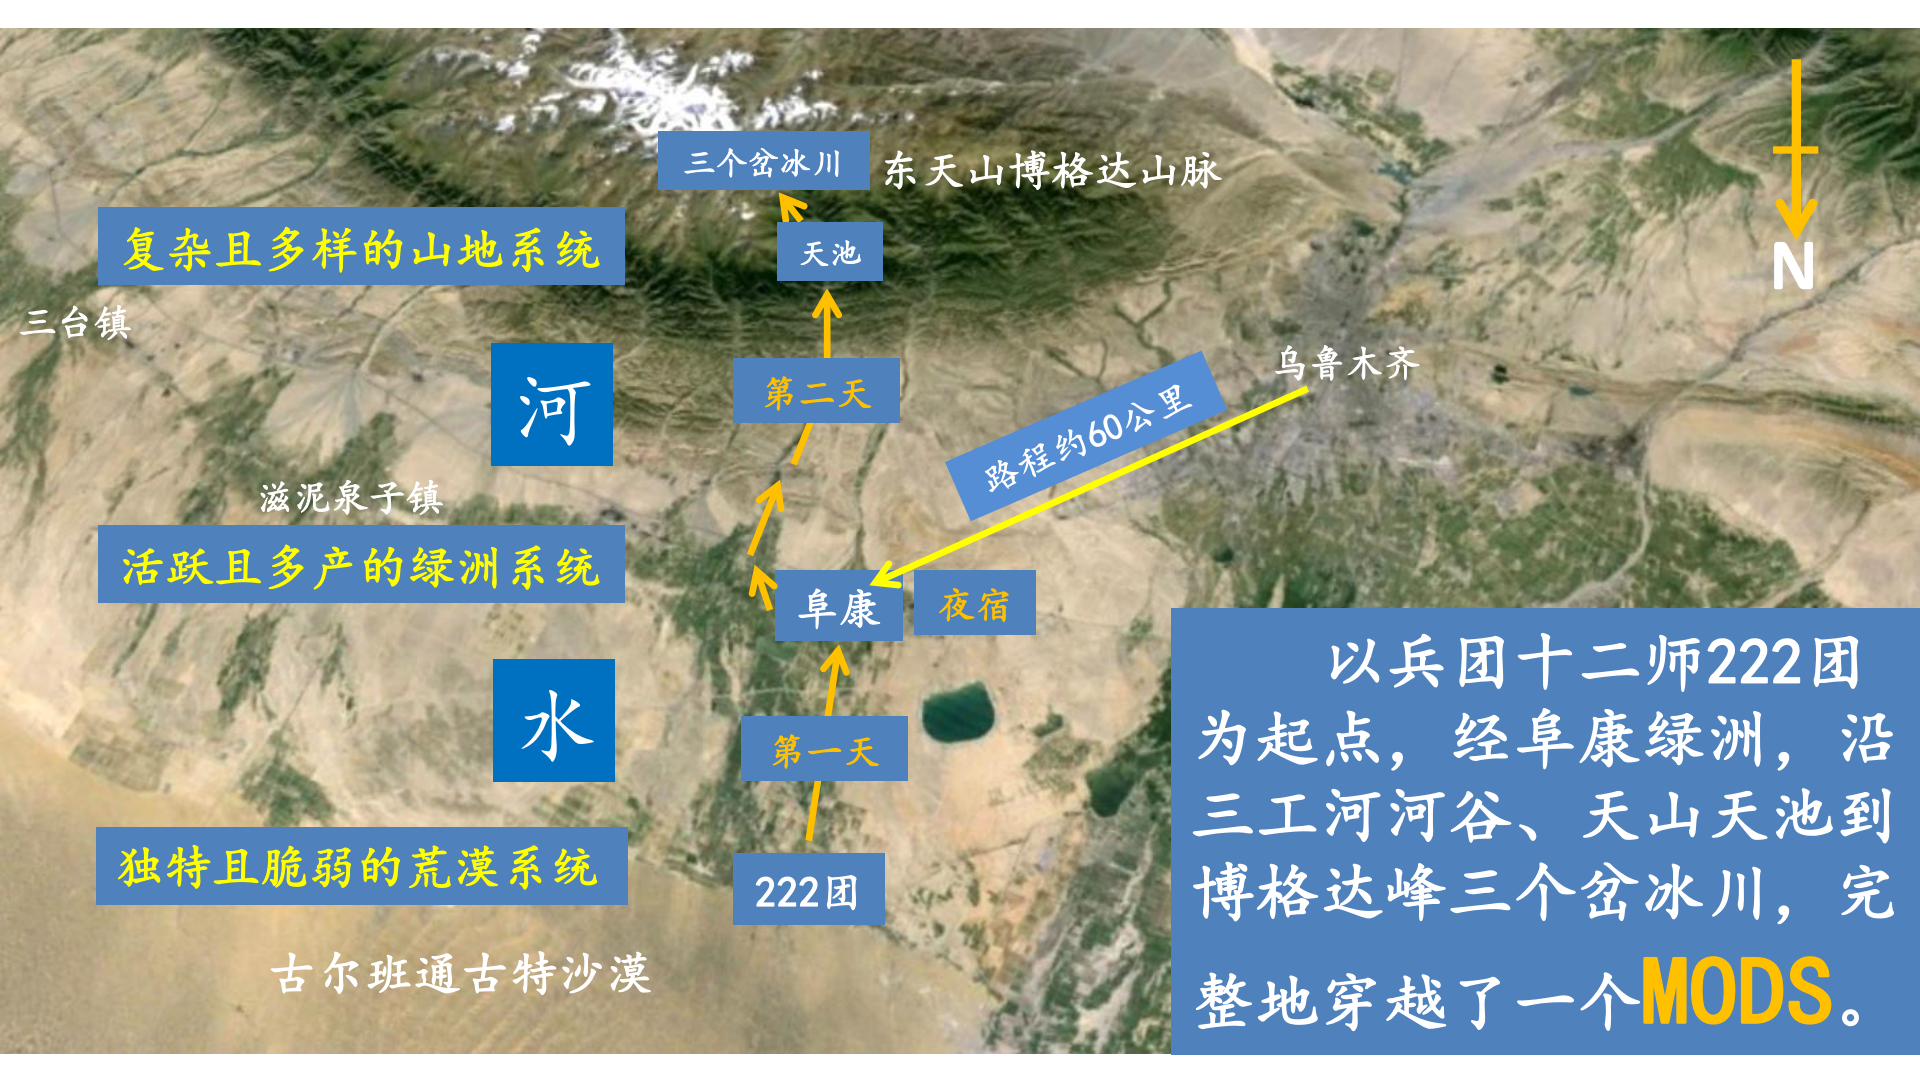 三个岔冰川
东天山博格达山脉
复杂且多样的山地系统
天池
N
三台镇
乌鲁木齐
河
第二天
路程约60公里
滋泥泉子镇
活跃且多产的绿洲系统
阜康
夜宿
水
第一天
独特且脆弱的荒漠系统
222团
古尔班通古特沙漠
以兵团十二师222团
为起点，经阜康绿洲，沿
三工河河谷、天山天池到
博格达峰三个岔冰川，完
整地穿越了一个MODS。